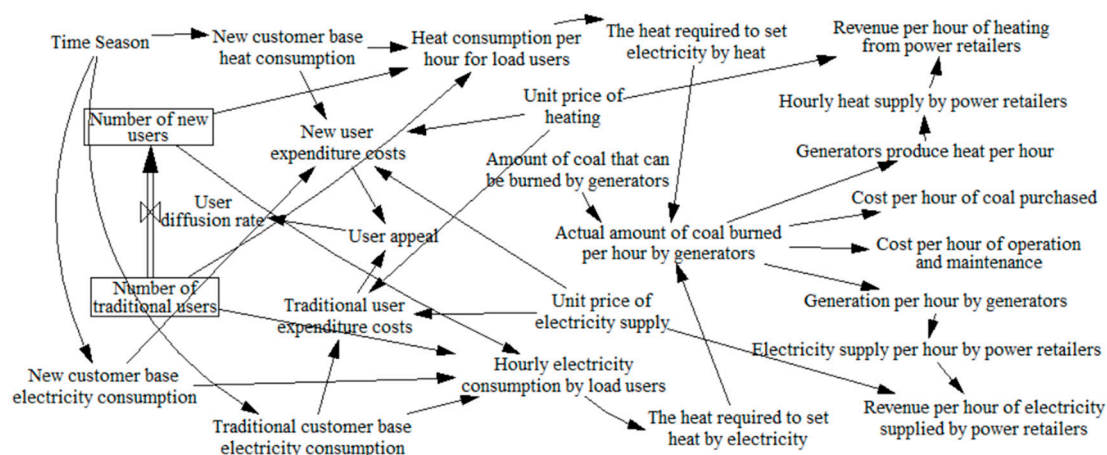 Time Season
New customer base
heat consumption
Heat consumption per
hour for load users
The heat required to set
electricity by heat
Revenue per hour of heating
from power retailers
Number of new
users
New user
expenditure costs
Unit price of
heating
Hourly heat supply by power retailers
Amount of coal that can
be burned by generators
Generators produce heat per hour
User
diffusion rate
User appeal
Actual amount of coal burned
per hour by generators
Cost per hour of coal purchased
Cost per hour of operation
and maintenance
Number of
traditional users
Traditional user
expenditure costs
Unit price of
electricity supply
Generation per hour by generators
New customer base
electricity consumption
Hourly electricity
consumption by load users
Electricity supply per hour by power retailers
Traditional customer base
electricity consumption
The heat required to set
heat by electricity
Revenue per hour of electricity
supplied by power retailers